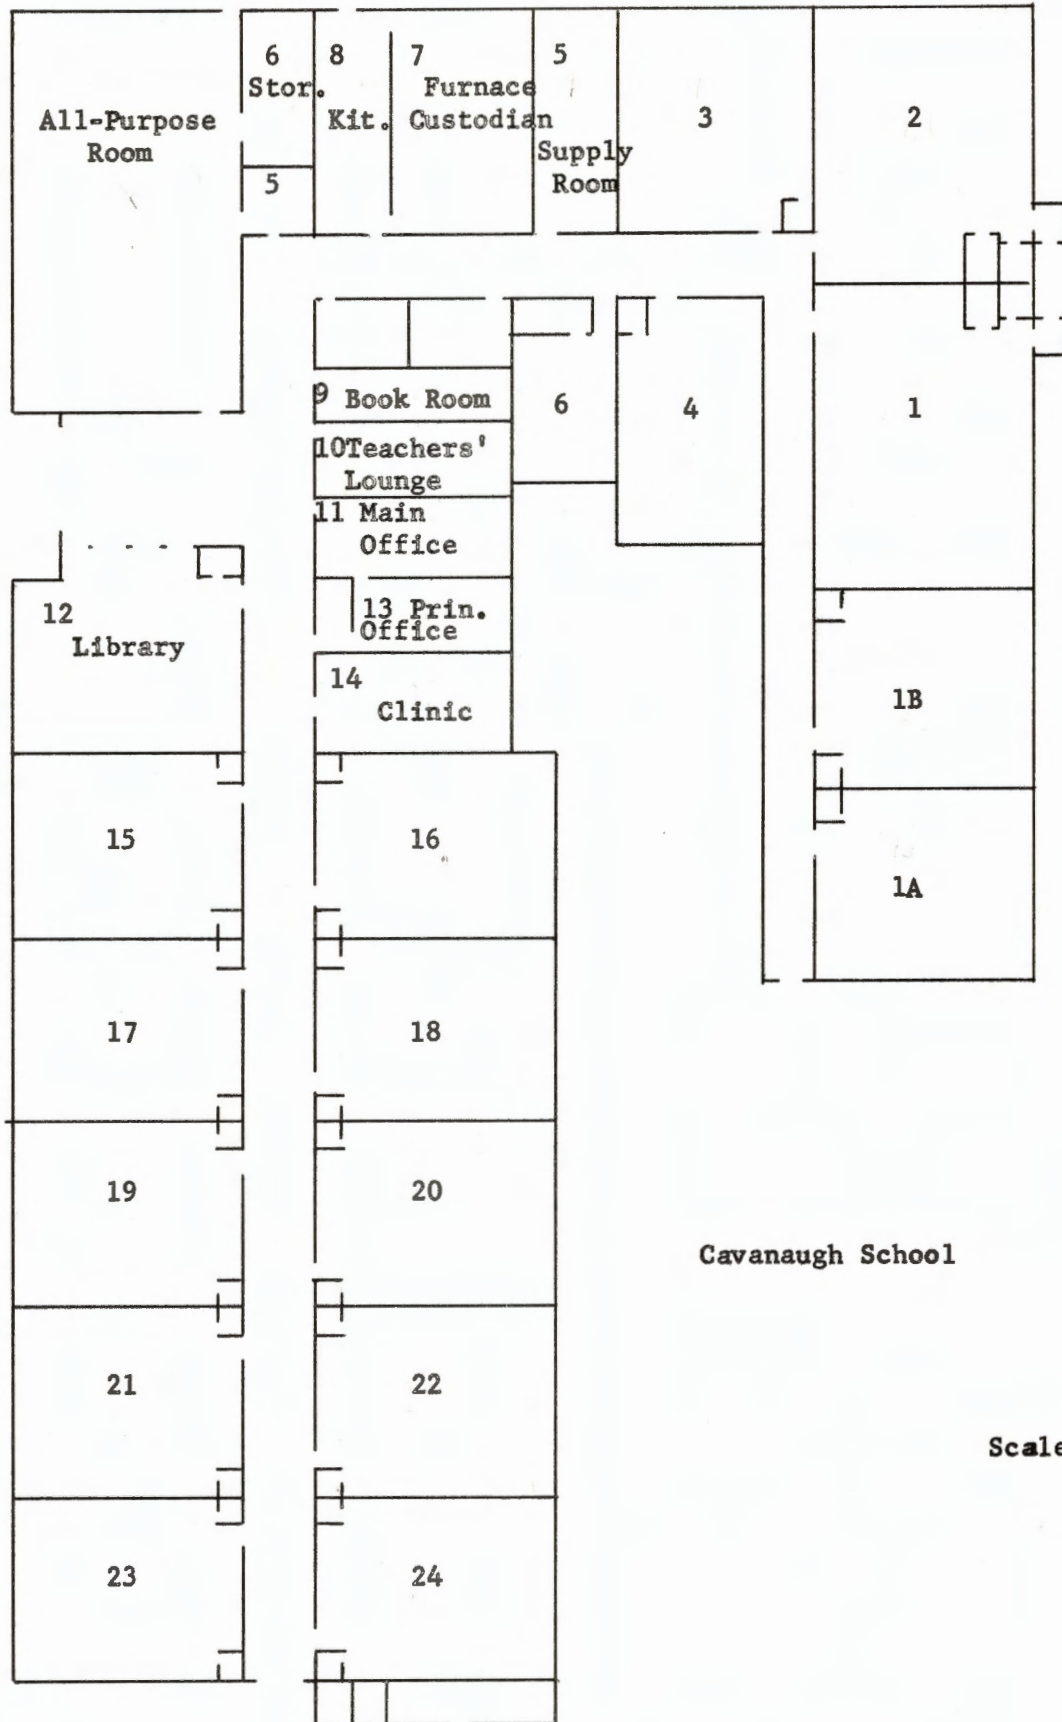 6
Stor.
8
Kit.
7
Furnace
Custodian
5
Supply
Room
3
2
All-Purpose
Room
5
9 Book Room
6
4
1
10Teachers'
Lounge
11 Main
Office
12
Library
13 Prin.
Office
14
Clinic
1B
15
16
1A
17
18
19
20
Cavanaugh School
21
22
Scale
23
24